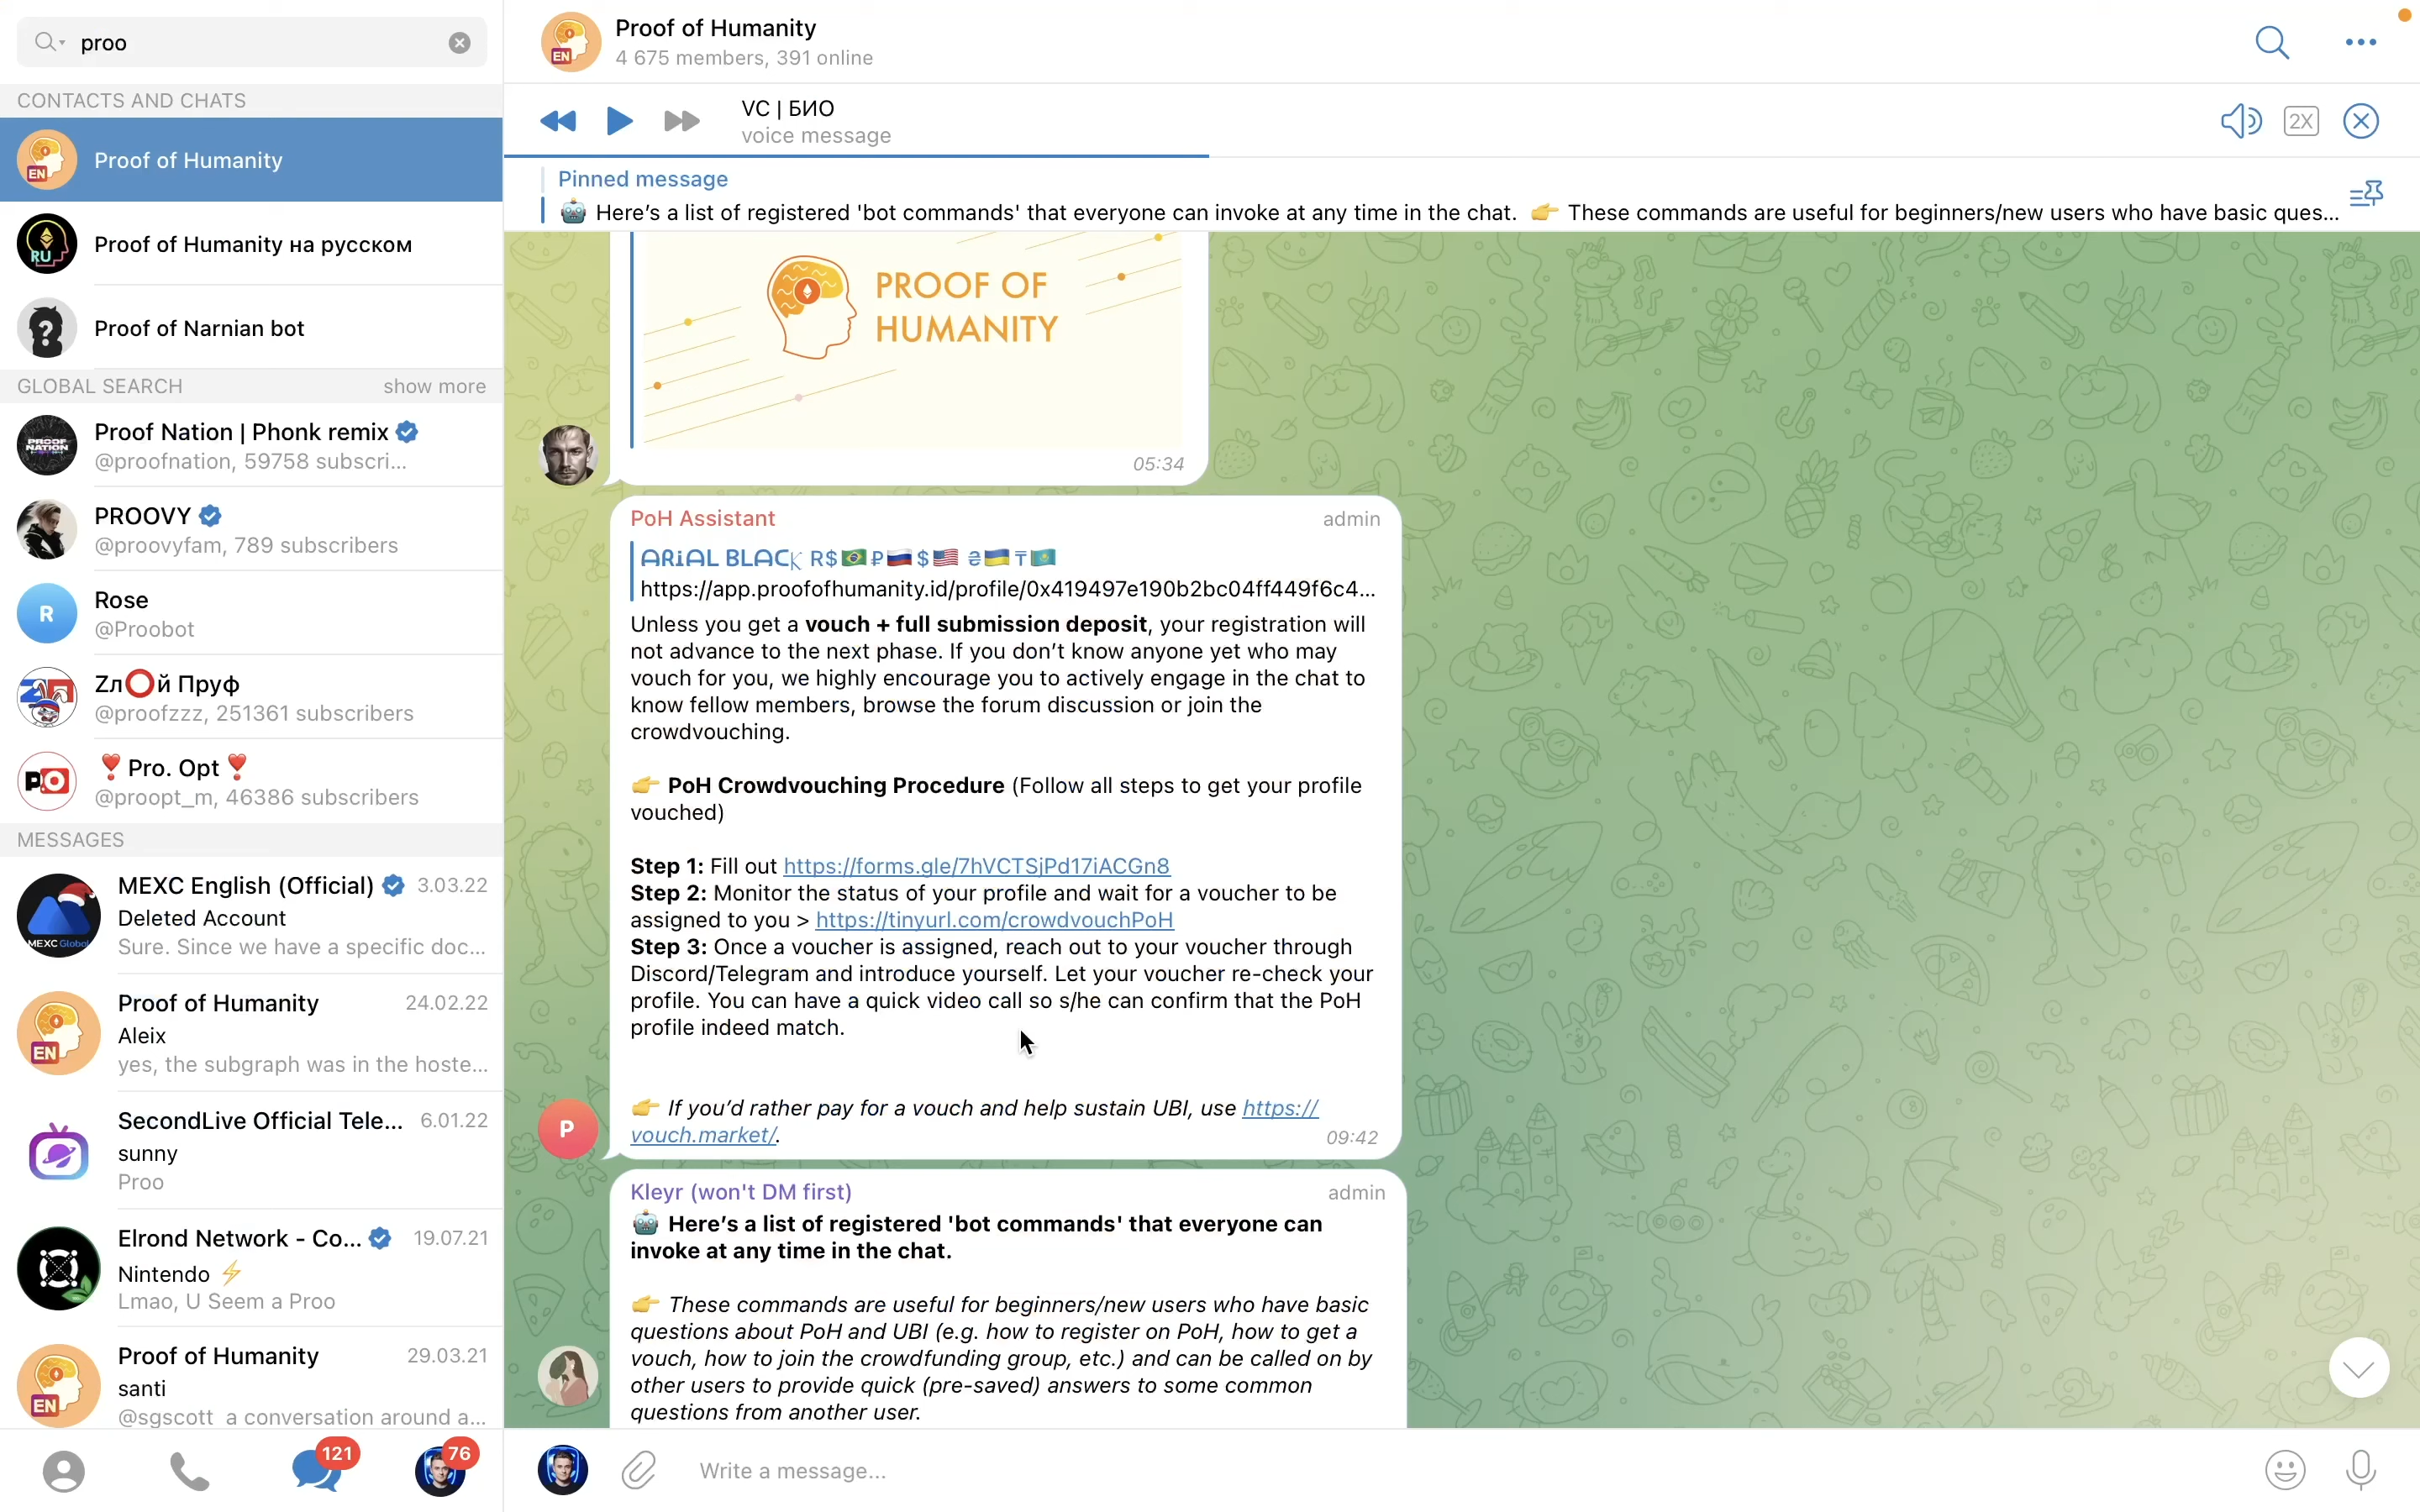 proo
CONTACTS AND CHATS
EN
Proof of Humanity
RU
Proof of Humanity на русском
Proof of Narnian bot
GLOBAL SEARCH show more
PROOF NATION
Proof Nation | Phonk remix
@proofnation, 59758 subscri...
PROOVY
@proovyfam, 789 subscribers
R
Rose
@Proobot
Zл⭕й Пруф
@proofzzz, 251361 subscribers
PO
❣️ Pro. Opt ❣️
@proopt_m, 46386 subscribers
MESSAGES
MEXC English (Official) 3.03.22
Deleted Account
Sure. Since we have a specific doc...
MEXC Global
Proof of Humanity 24.02.22
Aleix
yes, the subgraph was in the hoste...
EN
SecondLive Official Tele... 6.01.22
sunny
Proo
Elrond Network - Co... 19.07.21
Nintendo ⚡
Lmao, U Seem a Proo
Proof of Humanity 29.03.21
santi
@sgscott a conversation around a...
EN
121
76
Proof of Humanity
EN
4 675 members, 391 online
VC | БИО
voice message
2X
Pinned message
🤖 Here’s a list of registered 'bot commands' that everyone can invoke at any time in the chat. 👉 These commands are useful for beginners/new users who have basic ques...
PROOF OF
HUMANITY
05:34
PoH Assistant admin
ᗩᖇiᗩL ᗷLᗩCK R$🇧🇷₽🇷🇺$🇺🇸 ₴🇺🇦₸🇰🇿
https://app.proofofhumanity.id/profile/0x419497e190b2bc04ff449f6c4...
Unless you get a vouch + full submission deposit, your registration will
not advance to the next phase. If you don’t know anyone yet who may
vouch for you, we highly encourage you to actively engage in the chat to
know fellow members, browse the forum discussion or join the
crowdvouching.
👉 PoH Crowdvouching Procedure (Follow all steps to get your profile
vouched)
Step 1: Fill out https://forms.gle/7hVCTSjPd17iACGn8
Step 2: Monitor the status of your profile and wait for a voucher to be
assigned to you > https://tinyurl.com/crowdvouchPoH
Step 3: Once a voucher is assigned, reach out to your voucher through
Discord/Telegram and introduce yourself. Let your voucher re-check your
profile. You can have a quick video call so s/he can confirm that the PoH
profile indeed match.
👉 If you’d rather pay for a vouch and help sustain UBI, use https://
vouch.market/.
09:42
P
Kleyr (won't DM first) admin
🤖 Here’s a list of registered 'bot commands' that everyone can
invoke at any time in the chat.
👉 These commands are useful for beginners/new users who have basic
questions about PoH and UBI (e.g. how to register on PoH, how to get a
vouch, how to join the crowdfunding group, etc.) and can be called on by
other users to provide quick (pre-saved) answers to some common
questions from another user.
Write a message...